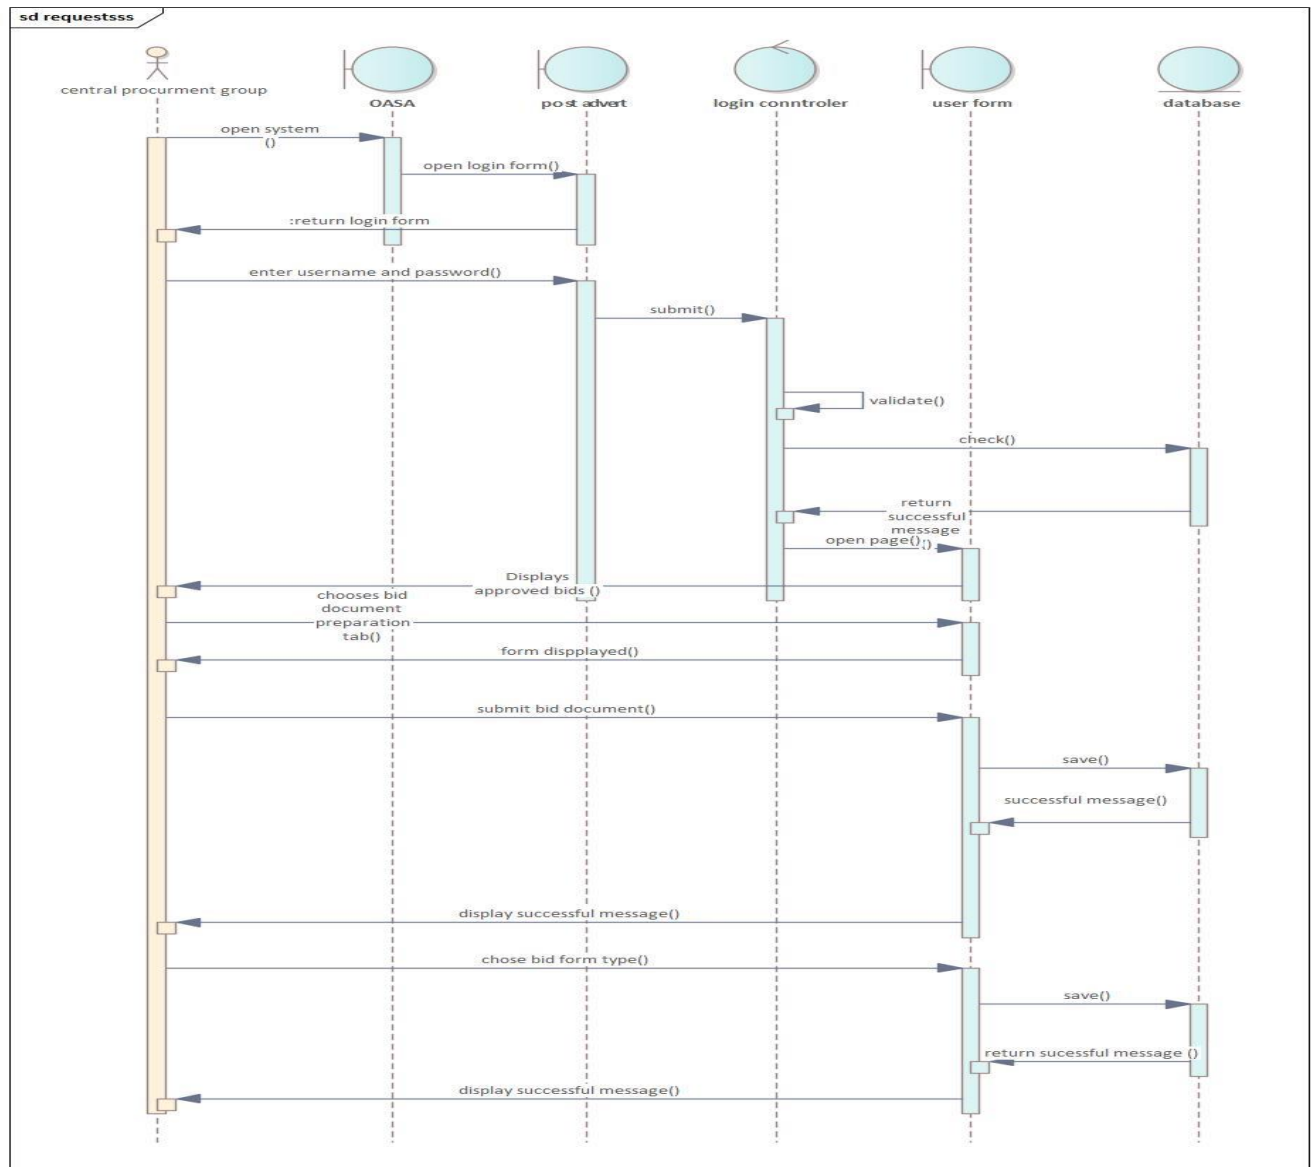 sd requestsss
central procurment group
OASA
post advert
login conntroler
user form
database
open system
()
open login form()
:return login form
enter username and password()
submit()
validate()
check()
return
successful
message
();
open page()
Displays
approved bids ()
chooses bid
document
preparation
tab()
form dispplayed()
submit bid document()
save()
successful message()
display successful message()
chose bid form type()
save()
return sucessful message ()
display successful message()